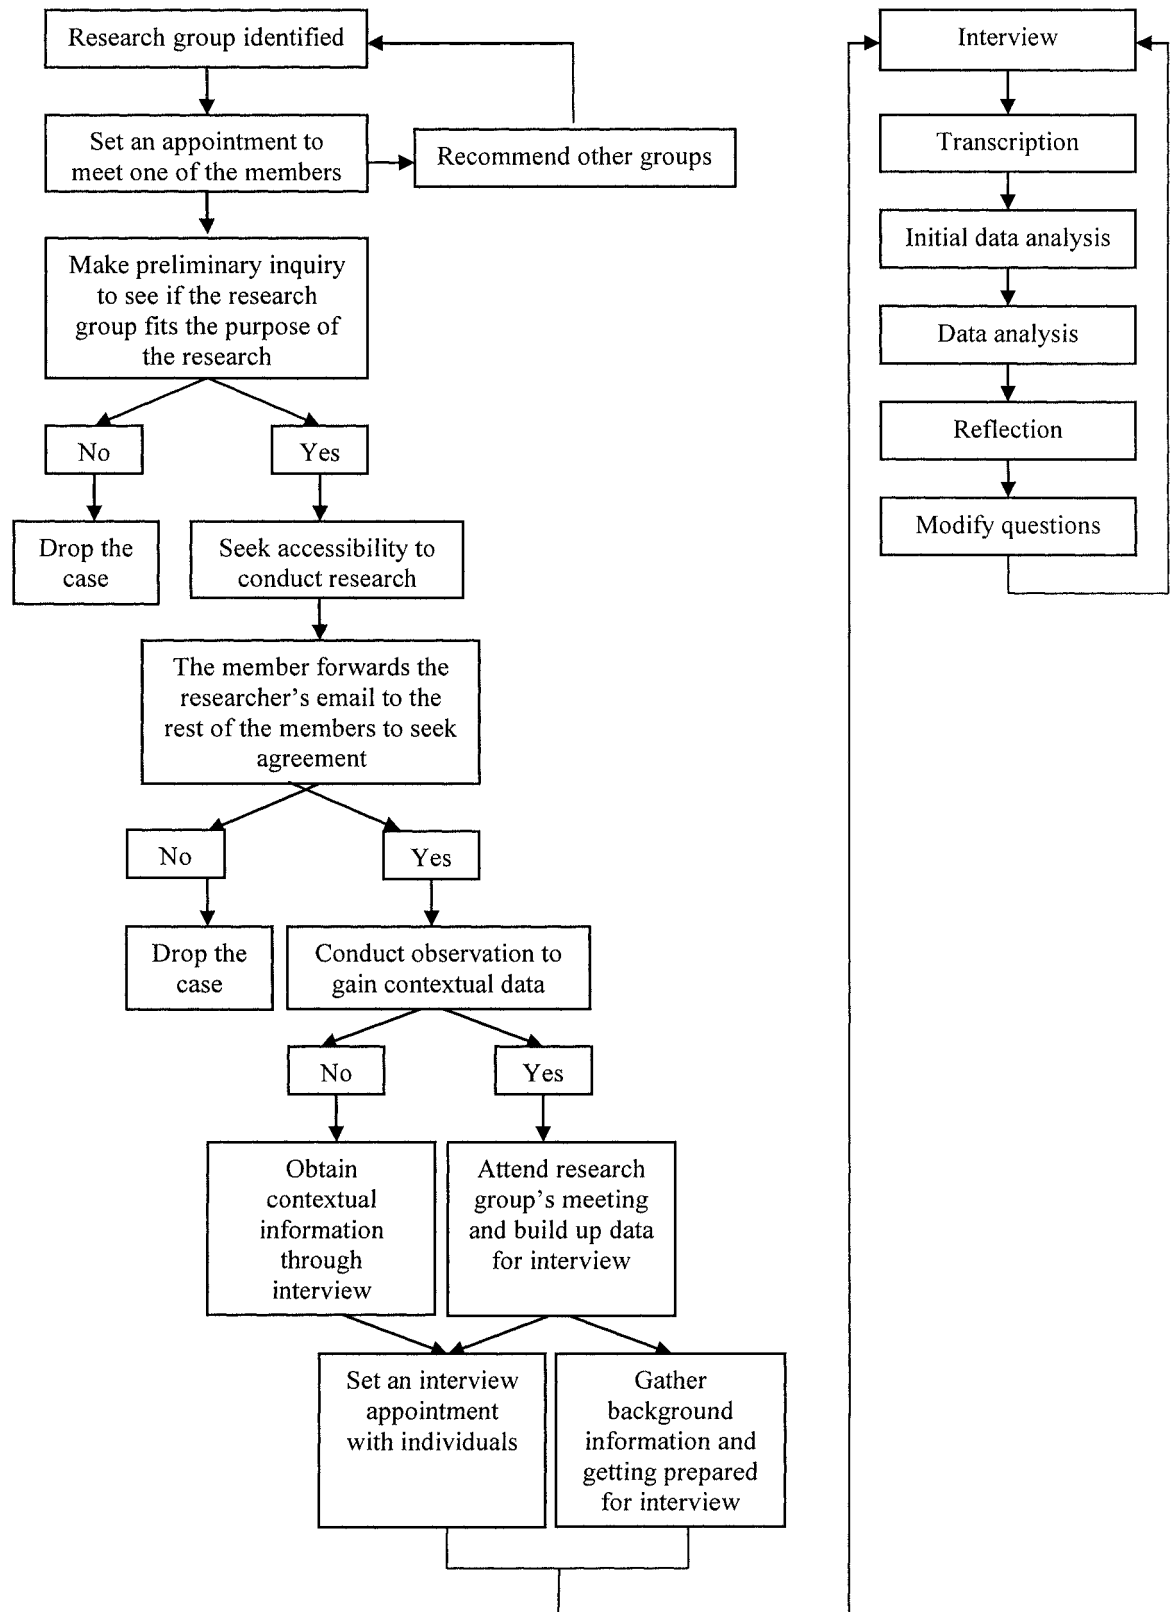 Research group identified
Set an appointment to
meet one of the members
Recommend other groups
Make preliminary inquiry
to see if the research
group fits the purpose of
the research
No
Yes
Drop the
case
Seek accessibility to
conduct research
The member forwards the
researcher’s email to the
rest of the members to seek
agreement
No
Yes
Drop the
case
Conduct observation to
gain contextual data
No
Yes
Obtain
contextual
information
through
interview
Attend research
group’s meeting
and build up data
for interview
Set an interview
appointment
with individuals
Gather
background
information and
getting prepared
for interview
Interview
Transcription
Initial data analysis
Data analysis
Reflection
Modify questions